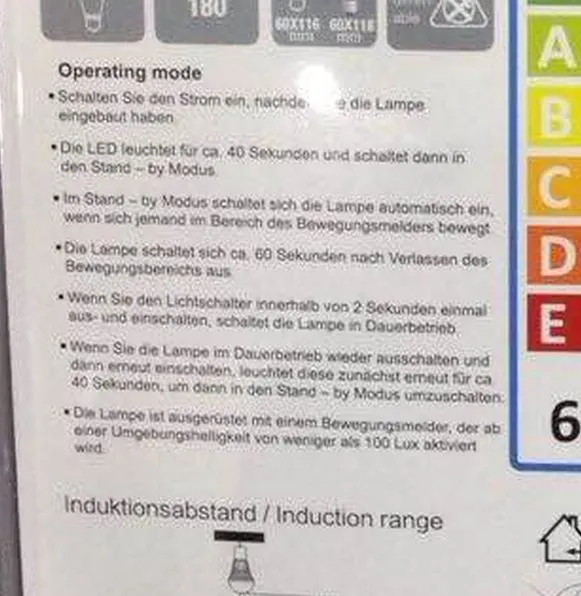 180
60X116 60X118
mm mm
able
Operating mode
• Schalten Sie den Strom ein, nachde e die Lampe
eingebaut haben.
• Die LED leuchtet für ca. 40 Sekunden und schaltet dann in
den Stand – by Modus.
• Im Stand – by Modus schaltet sich die Lampe automatisch ein,
wenn sich jemand im Bereich des Bewegungsmelders bewegt.
• Die Lampe schaltet sich ca. 60 Sekunden nach Verlassen des
Bewegungsbereichs aus.
• Wenn Sie den Lichtschalter innerhalb von 2 Sekunden einmal
aus- und einschalten, schaltet die Lampe in Dauerbetrieb.
• Wenn Sie die Lampe im Dauerbetrieb wieder ausschalten und
dann erneut einschalten, leuchtet diese zunächst erneut für ca.
40 Sekunden, um dann in den Stand – by Modus umzuschalten.
• Die Lampe ist ausgerüstet mit einem Bewegungsmelder, der ab
einer Umgebungshelligkeit von weniger als 100 Lux aktiviert
wird.
Induktionsabstand / Induction range
A
B
C
D
E
6